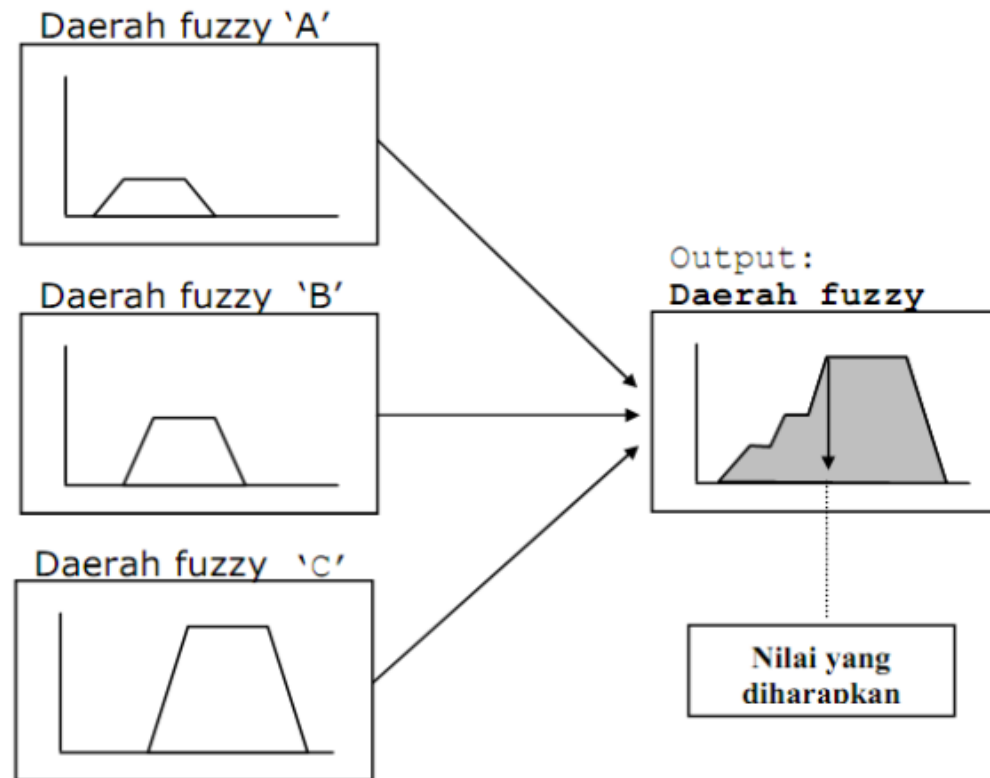 Daerah fuzzy ‘A’
Daerah fuzzy ‘B’
Daerah fuzzy ‘C’
Output:
Daerah fuzzy
Nilai yang
diharapkan